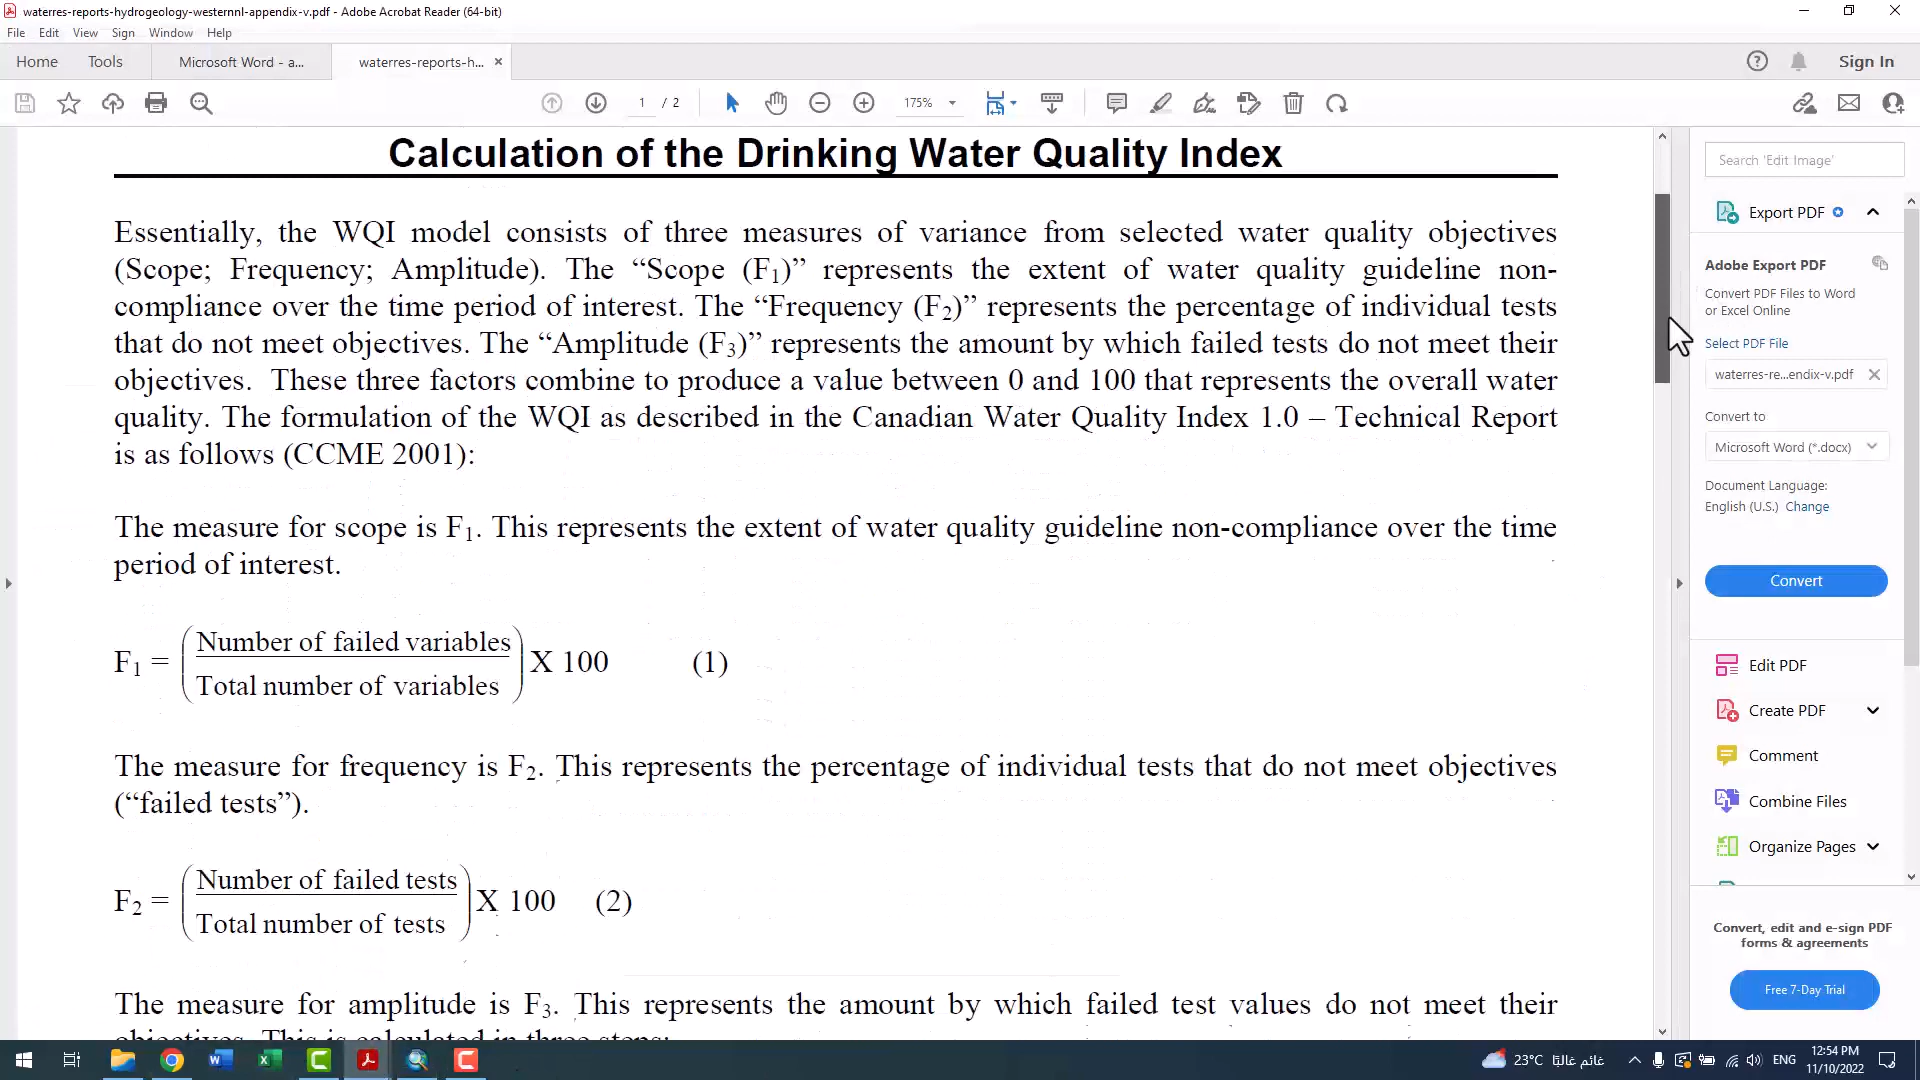 waterres-reports-hydrogeology-westernnl-appendix-v.pdf - Adobe Acrobat Reader (64-bit)
File Edit View Sign Window Help
Home Tools Microsoft Word - a... waterres-reports-h... Sign In
1 / 2 175%
Calculation of the Drinking Water Quality Index
Essentially, the WQI model consists of three measures of variance from selected water quality objectives
(Scope; Frequency; Amplitude). The “Scope (F₁)” represents the extent of water quality guideline non-
compliance over the time period of interest. The “Frequency (F₂)” represents the percentage of individual tests
that do not meet objectives. The “Amplitude (F₃)” represents the amount by which failed tests do not meet their
objectives. These three factors combine to produce a value between 0 and 100 that represents the overall water
quality. The formulation of the WQI as described in the Canadian Water Quality Index 1.0 – Technical Report
is as follows (CCME 2001):
The measure for scope is F₁. This represents the extent of water quality guideline non-compliance over the time
period of interest.
Number of failed variables
F₁ = X 100 (1)
Total number of variables
The measure for frequency is F₂. This represents the percentage of individual tests that do not meet objectives
(“failed tests”).
Number of failed tests
F₂ = X 100 (2)
Total number of tests
The measure for amplitude is F₃. This represents the amount by which failed test values do not meet their
objectives. This is calculated in three steps:
Search 'Edit Image'
Export PDF
Adobe Export PDF
Convert PDF Files to Word
or Excel Online
Select PDF File
waterres-re...endix-v.pdf
Convert to
Microsoft Word (*.docx)
Document Language:
English (U.S.) Change
Convert
Edit PDF
Create PDF
Comment
Combine Files
Organize Pages
Convert, edit and e-sign PDF
forms & agreements
Free 7-Day Trial
23°C غائم غالبًا ENG 12:54 PM
11/10/2022